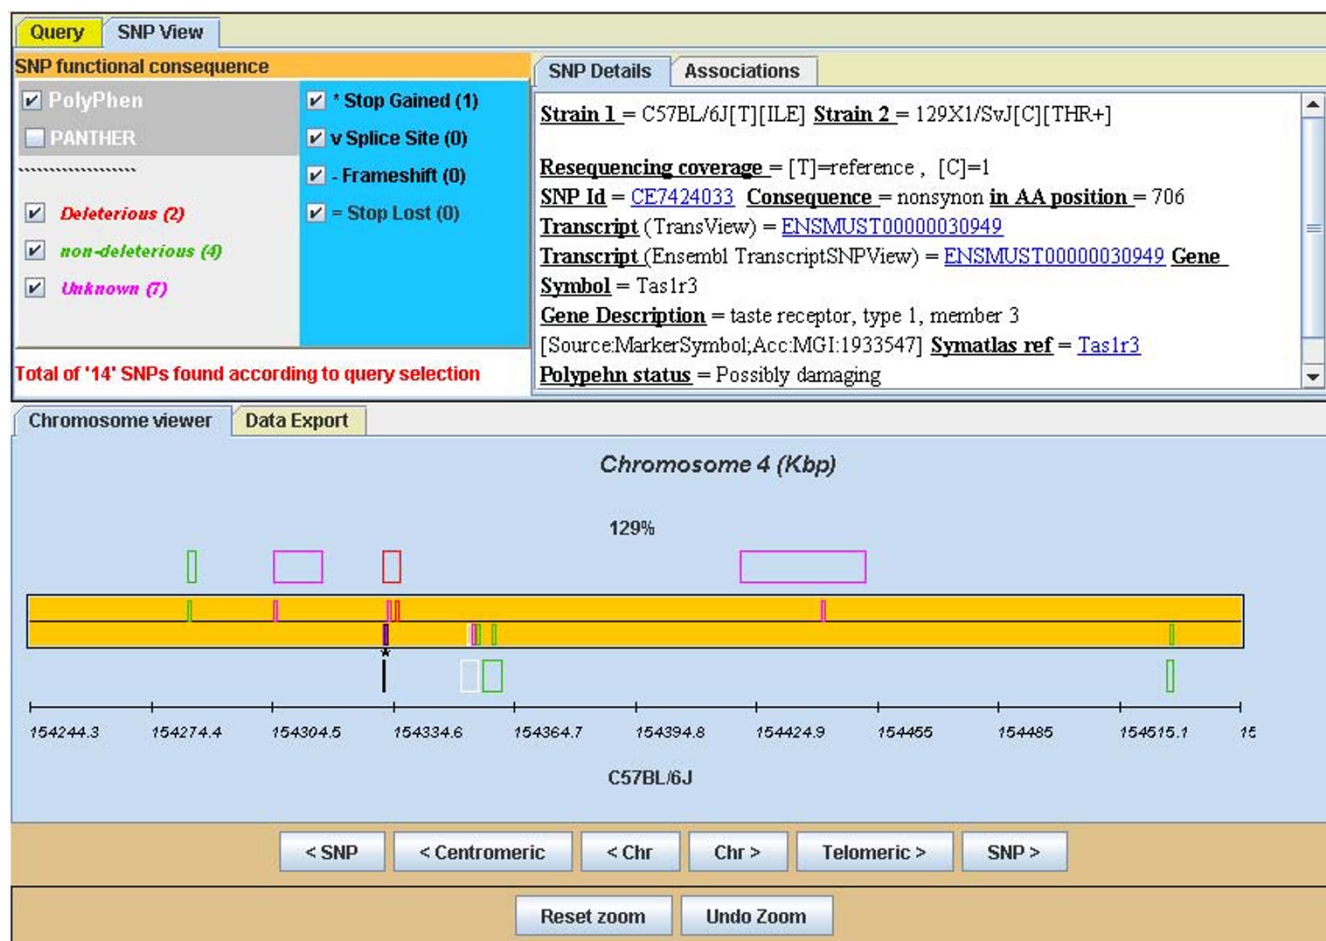 Query SNP View
SNP functional consequence
PolyPhen
PANTHER
Deleterious (2)
non-deleterious (4)
Unknown (7)
* Stop Gained (1)
v Splice Site (0)
- Frameshift (0)
= Stop Lost (0)
Total of '14' SNPs found according to query selection
SNP Details Associations
Strain 1 = C57BL/6J[T][ILE] Strain 2 = 129X1/SvJ[C][THR+]
Resequencing coverage = [T]=reference , [C]=1
SNP Id = CE7424033 Consequence = nonsynon in AA position = 706
Transcript (TransView) = ENSMUST00000030949
Transcript (Ensembl TranscriptSNPView) = ENSMUST00000030949 Gene
Symbol = Tas1r3
Gene Description = taste receptor, type 1, member 3
[Source:MarkerSymbol;Acc:MGI:1933547] Symatlas ref = Tas1r3
Polypehn status = Possibly damaging
Chromosome viewer Data Export
Chromosome 4 (Kbp)
129%
*
154244.3 154274.4 154304.5 154334.6 154364.7 154394.8 154424.9 154455 154485 154515.1 15
C57BL/6J
< SNP < Centromeric < Chr Chr > Telomeric > SNP >
Reset zoom Undo Zoom